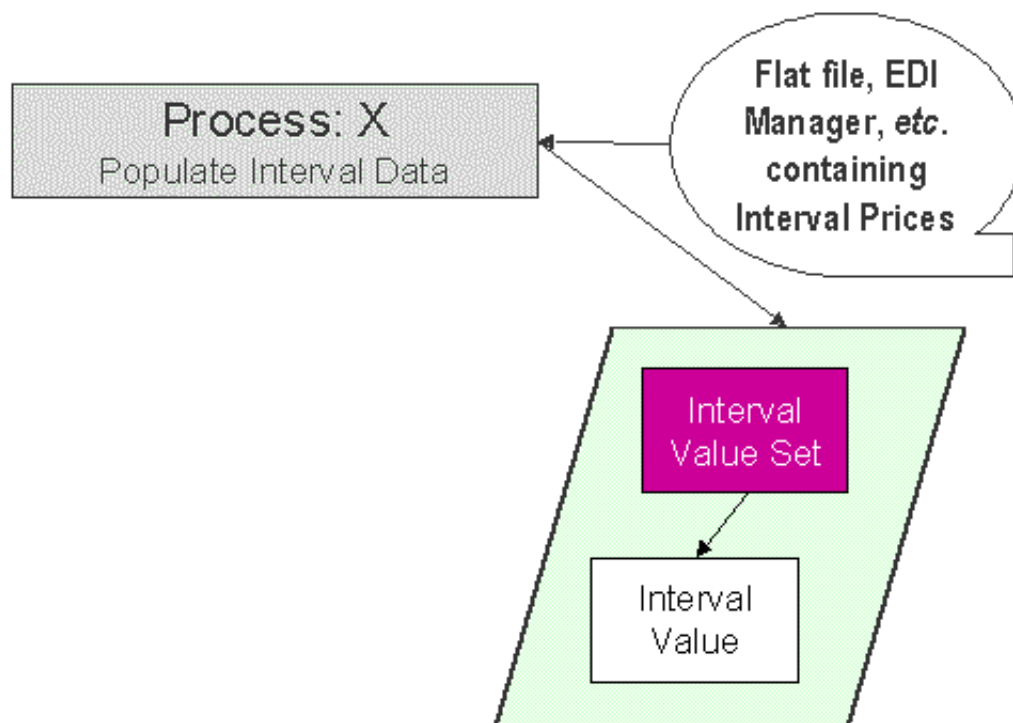 Process: X
Populate Interval Data
Flat file, EDI
Manager, etc.
containing
Interval Prices
Interval
Value Set
Interval
Value